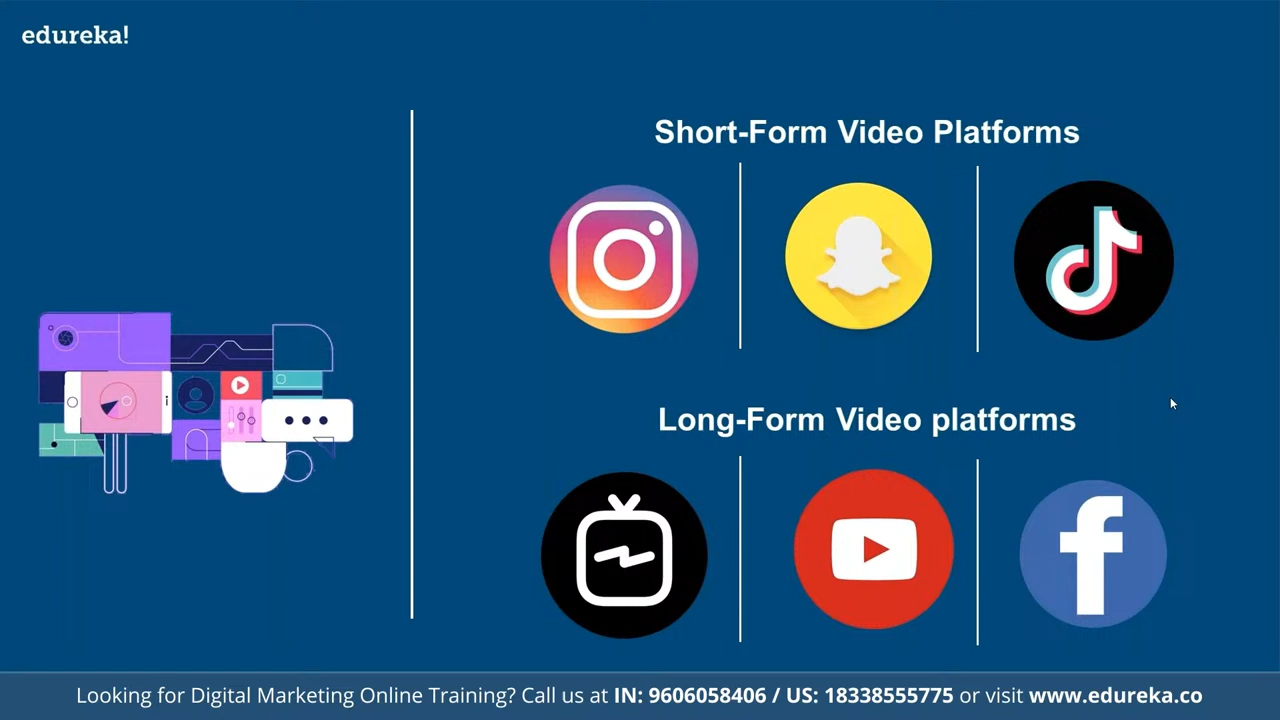 edureka!
Short-Form Video Platforms
Long-Form Video platforms
Looking for Digital Marketing Online Training? Call us at IN: 9606058406 / US: 18338555775 or visit www.edureka.co